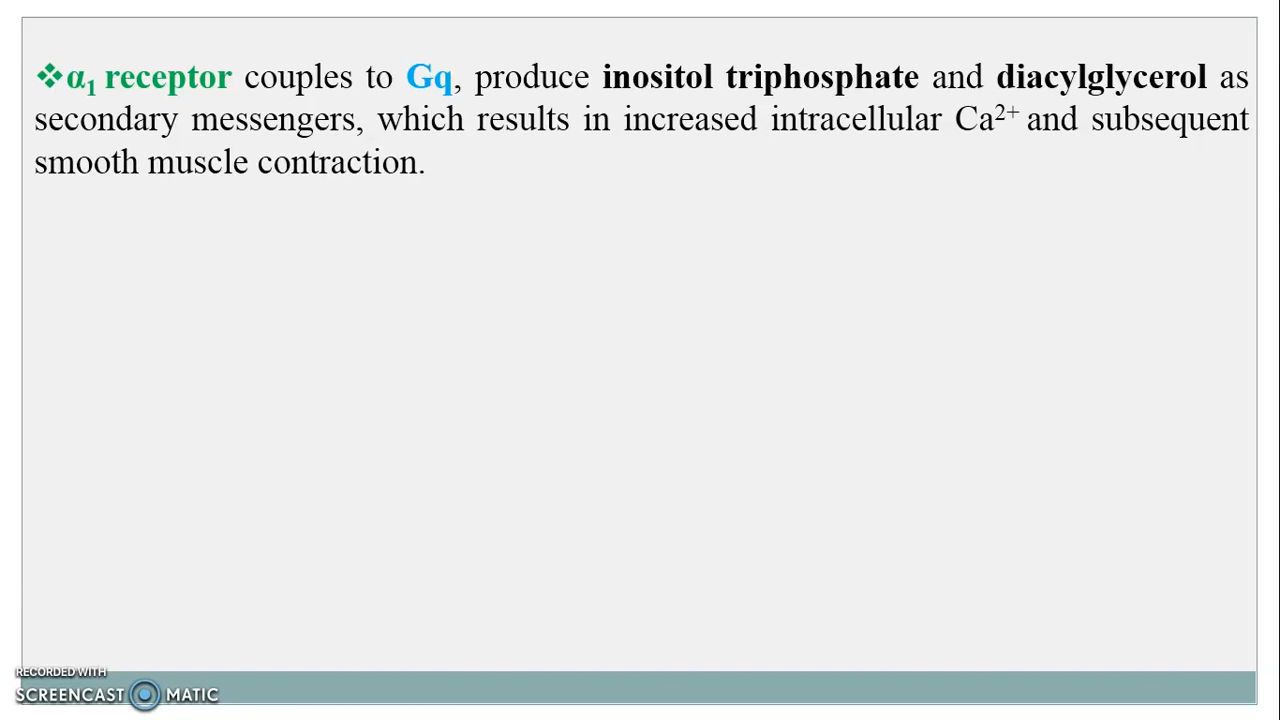 ❖α₁ receptor couples to Gq, produce inositol triphosphate and diacylglycerol as
secondary messengers, which results in increased intracellular Ca²⁺ and subsequent
smooth muscle contraction.
RECORDED WITH
SCREENCAST MATIC